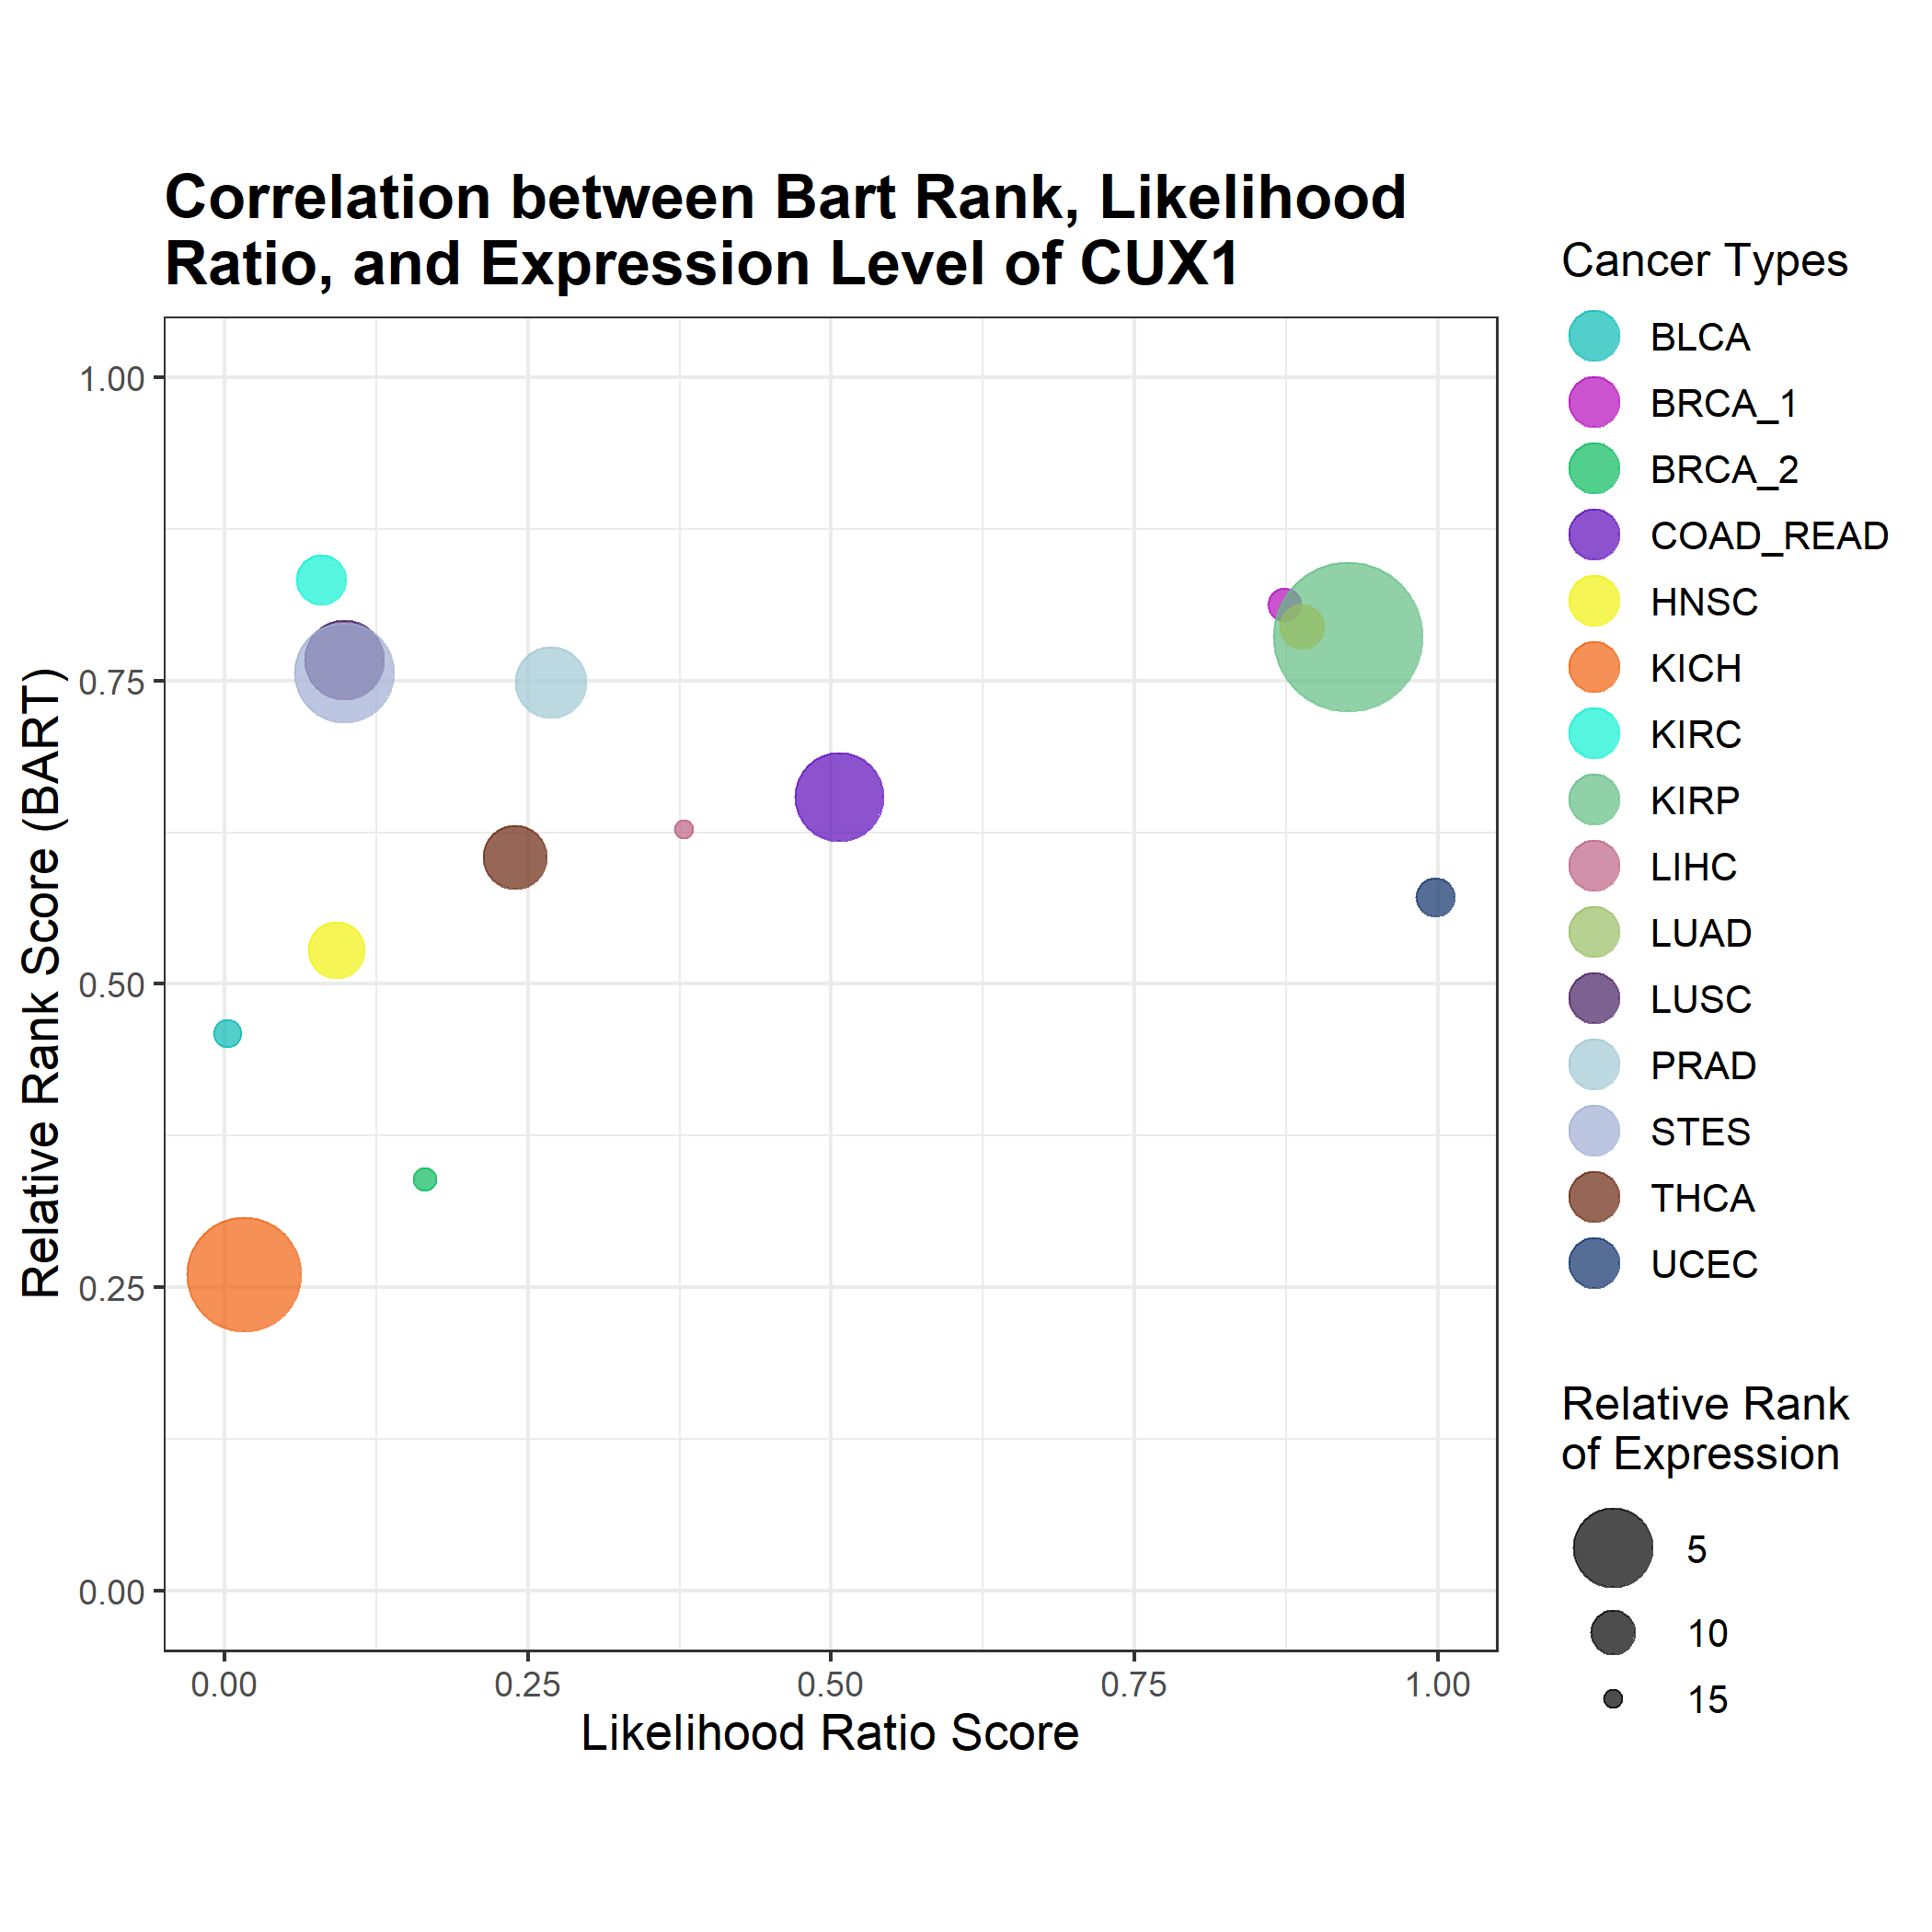 Correlation between Bart Rank, Likelihood
Ratio, and Expression Level of CUX1
Relative Rank Score (BART)
1.00
0.75
0.50
0.25
0.00
0.00
0.25
0.50
0.75
1.00
Likelihood Ratio Score
Cancer Types
BLCA
BRCA_1
BRCA_2
COAD_READ
HNSC
KICH
KIRC
KIRP
LIHC
LUAD
LUSC
PRAD
STES
THCA
UCEC
Relative Rank
of Expression
5
10
15